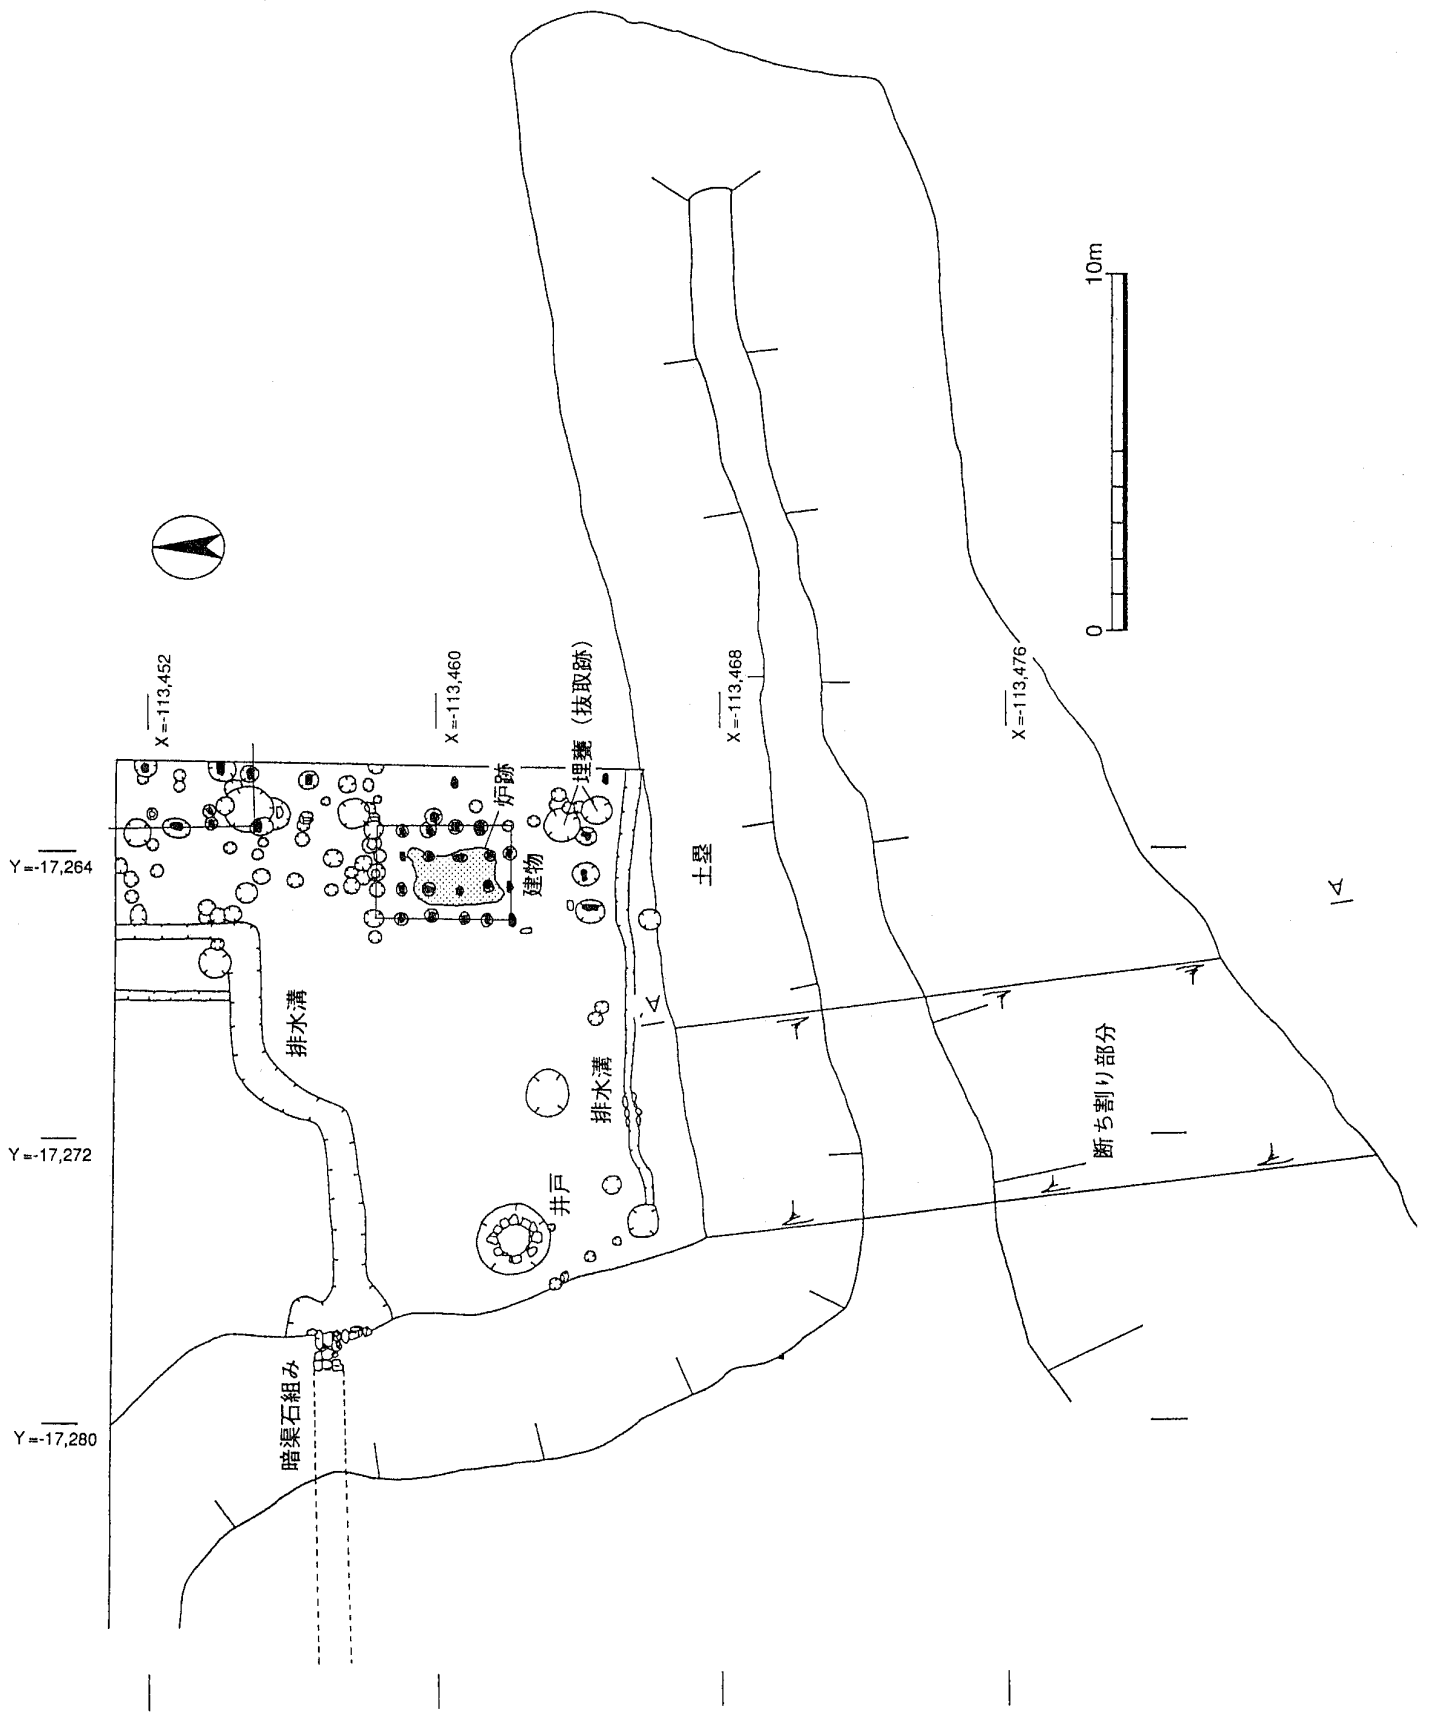 Y=-17,264
Y=-17,272
Y=-17,280
X=-113,452
X=-113,460
X=-113,468
X=-113,476
炉跡
建物
埋甕(抜取跡)
土塁
排水溝
排水溝
井戸
暗渠石組み
断ち割り部分
A'
A
0
10m